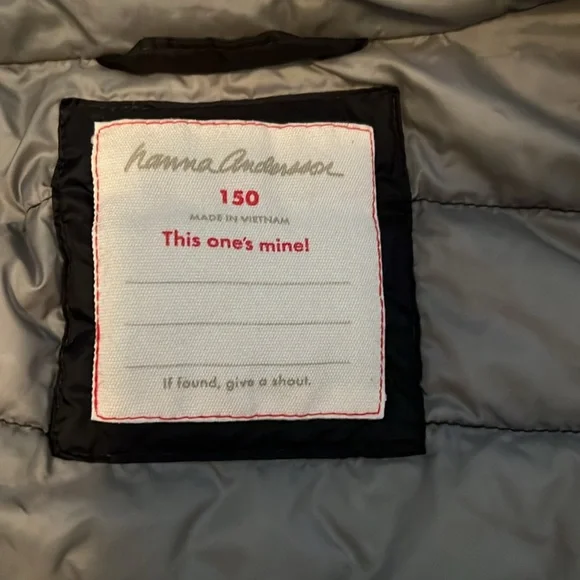 hanna andersson
150
MADE IN VIETNAM
This one's mine!
If found, give a shout.